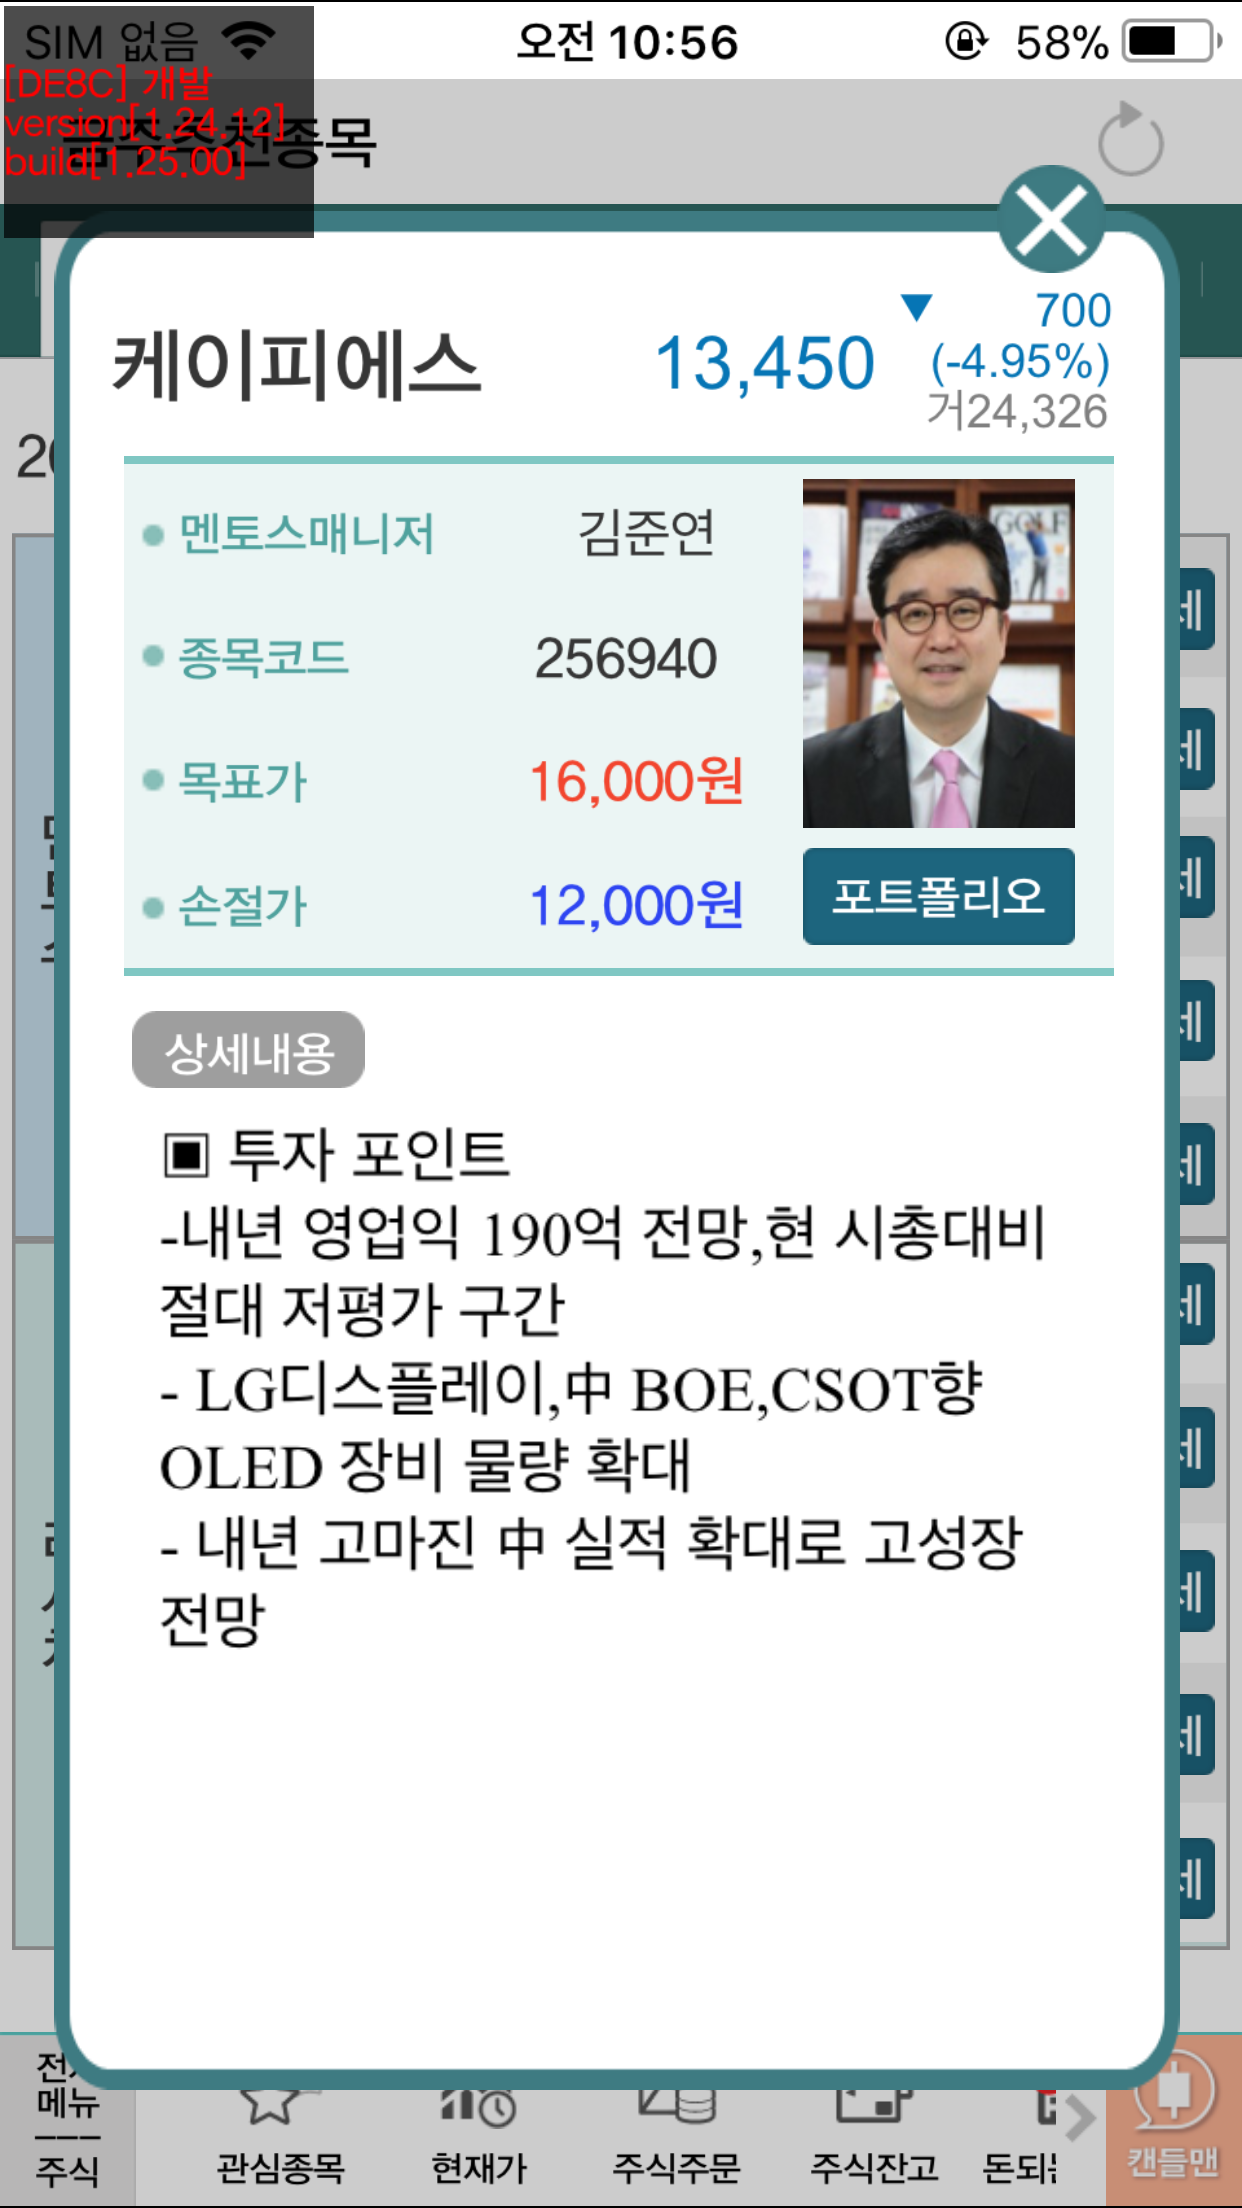 SIM 없음
오전 10:56
58%
[DE8C] 개발
version[1.24.12]
build[1.25.00]
금주추천종목
케이피에스
13,450
▼ 700
(-4.95%)
거24,326
멘토스매니저 김준연
GOLF
종목코드 256940
목표가 16,000원
손절가 12,000원
포트폴리오
상세내용
▣ 투자 포인트
-내년 영업익 190억 전망,현 시총대비
절대 저평가 구간
- LG디스플레이,中 BOE,CSOT향
OLED 장비 물량 확대
- 내년 고마진 中 실적 확대로 고성장
전망
메뉴
주식
관심종목
현재가
주식주문
주식잔고
캔들맨